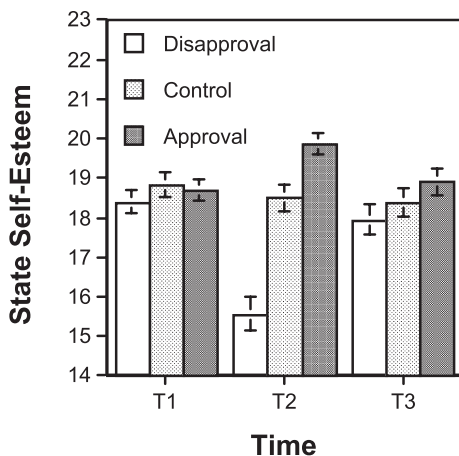 23
22
21
20
19
18
17
16
15
14
State Self-Esteem
Disapproval
Control
Approval
T1 T2 T3
Time